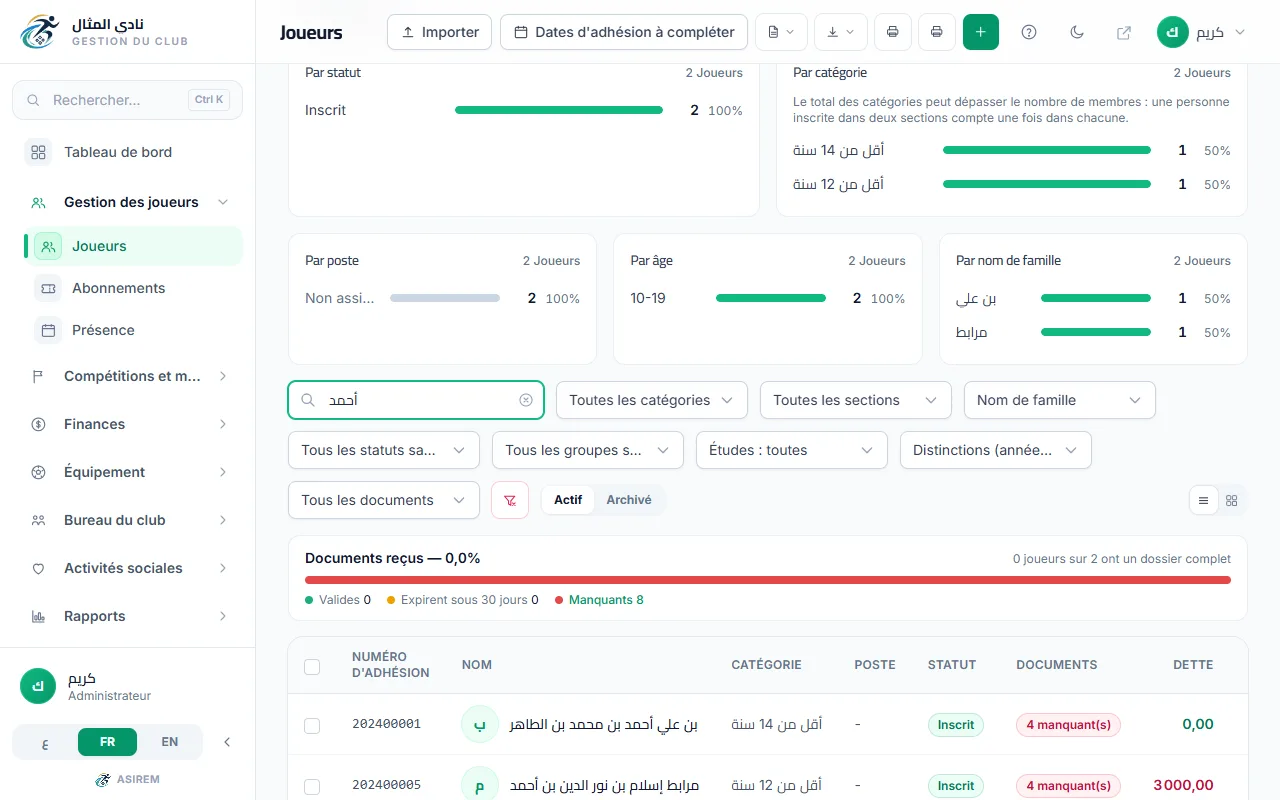 نادي المثال
GESTION DU CLUB
Rechercher...
Ctrl K
Tableau de bord
Gestion des joueurs
Joueurs
Abonnements
Présence
Compétitions et m...
Finances
Équipement
Bureau du club
Activités sociales
Rapports
ك
كريم
Administrateur
ع
FR
EN
ASIREM
Joueurs
Importer
Dates d'adhésion à compléter
ك
كريم
Par statut
2 Joueurs
Inscrit
2 100%
Par catégorie
2 Joueurs
Le total des catégories peut dépasser le nombre de membres : une personne
inscrite dans deux sections compte une fois dans chacune.
أقل من 14 سنة
1 50%
أقل من 12 سنة
1 50%
Par poste
2 Joueurs
Non assi...
2 100%
Par âge
2 Joueurs
10-19
2 100%
Par nom de famille
2 Joueurs
بن علي
1 50%
مرابط
1 50%
أحمد
Toutes les catégories
Toutes les sections
Nom de famille
Tous les statuts sa...
Tous les groupes s...
Études : toutes
Distinctions (année...
Tous les documents
Actif
Archivé
Documents reçus — 0,0%
0 joueurs sur 2 ont un dossier complet
Valides 0
Expirent sous 30 jours 0
Manquants 8
NUMÉRO
D'ADHÉSION
NOM
CATÉGORIE
POSTE
STATUT
DOCUMENTS
DETTE
202400001
ب
بن علي أحمد بن محمد بن الطاهر
أقل من 14 سنة
-
Inscrit
4 manquant(s)
0,00
202400005
م
مرابط إسلام بن نور الدين بن أحمد
أقل من 12 سنة
-
Inscrit
4 manquant(s)
3 000,00